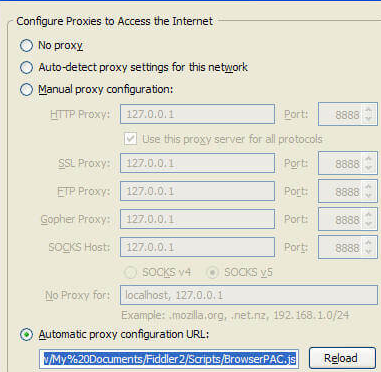 Configure Proxies to Access the Internet
No proxy
Auto-detect proxy settings for this network
Manual proxy configuration:
HTTP Proxy: 127.0.0.1 Port: 8888
Use this proxy server for all protocols
SSL Proxy: 127.0.0.1 Port: 8888
FTP Proxy: 127.0.0.1 Port: 8888
Gopher Proxy: 127.0.0.1 Port: 8888
SOCKS Host: 127.0.0.1 Port: 8888
SOCKS v4 SOCKS v5
No Proxy for: localhost, 127.0.0.1
Example: .mozilla.org, .net.nz, 192.168.1.0/24
Automatic proxy configuration URL:
/My%20Documents/Fiddler2/Scripts/BrowserPAC.js Reload